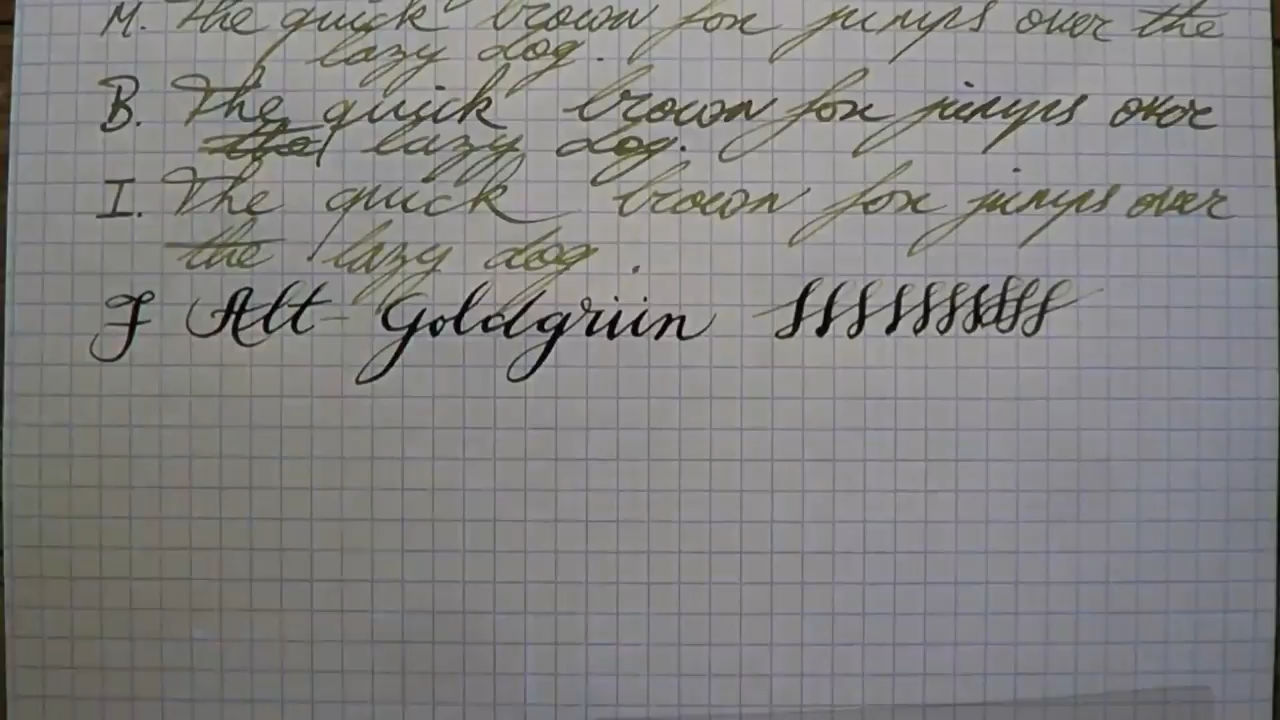 M. The quick brown fox jumps over the
lazy dog.
B. The quick brown fox jumps over
the lazy dog.
I. The quick brown fox jumps over
the lazy dog.
F Alt-Goldgrün ffffffffff